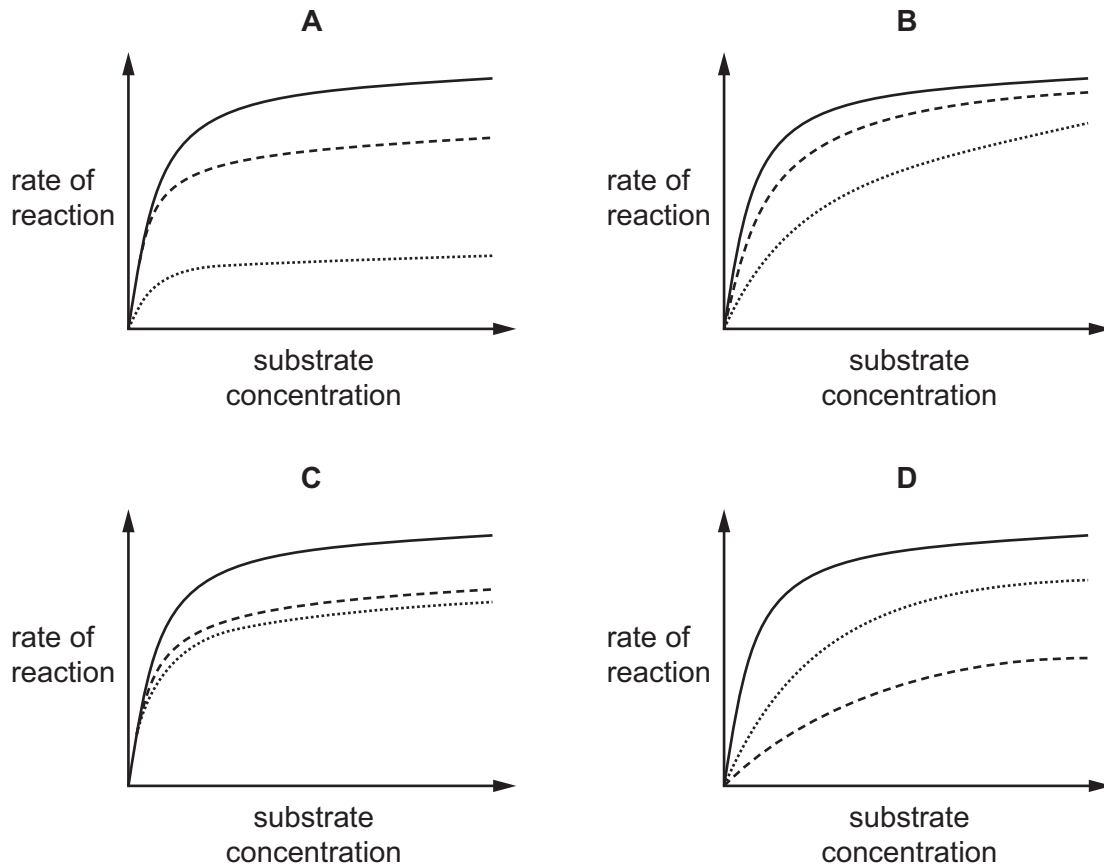 A
rate of
reaction
substrate
concentration
B
rate of
reaction
substrate
concentration
C
rate of
reaction
substrate
concentration
D
rate of
reaction
substrate
concentration